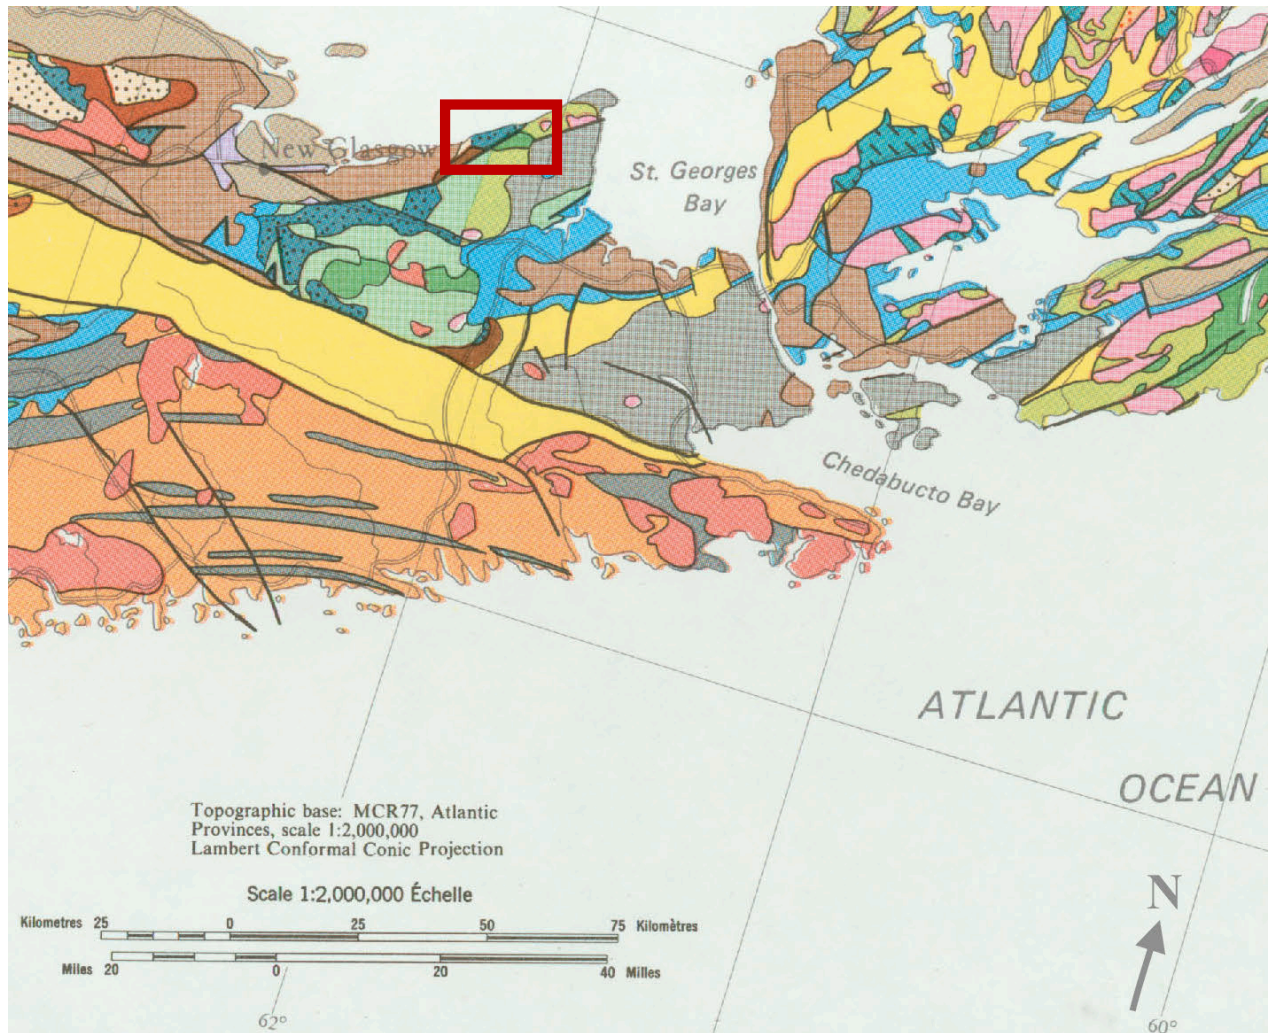 New Glasgow
St. Georges
Bay
Chedabucto Bay
ATLANTIC
OCEAN
Topographic base: MCR77, Atlantic
Provinces, scale 1:2,000,000
Lambert Conformal Conic Projection
Scale 1:2,000,000 Échelle
Kilometres 25 0 25 50 75 Kilomètres
Miles 20 0 20 40 Milles
N
62°
60°